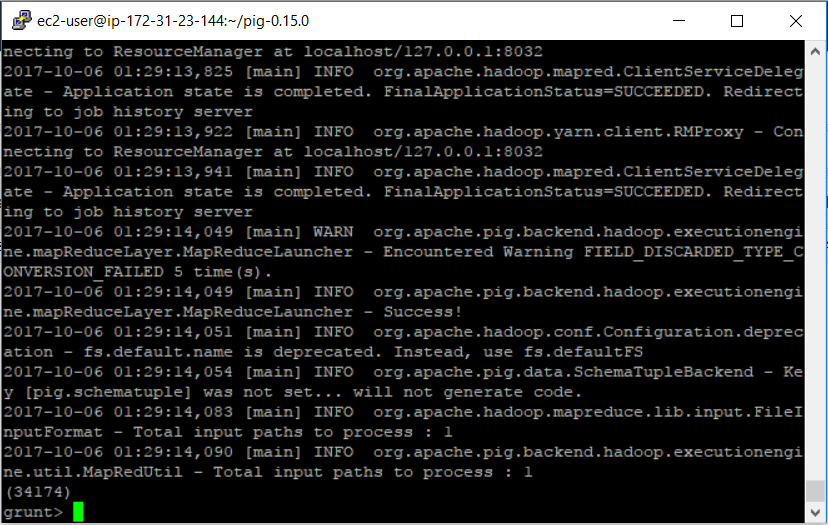 ec2-user@ip-172-31-23-144:~/pig-0.15.0
necting to ResourceManager at localhost/127.0.0.1:8032
2017-10-06 01:29:13,825 [main] INFO  org.apache.hadoop.mapred.ClientServiceDeleg
ate - Application state is completed. FinalApplicationStatus=SUCCEEDED. Redirect
ing to job history server
2017-10-06 01:29:13,922 [main] INFO  org.apache.hadoop.yarn.client.RMProxy - Con
necting to ResourceManager at localhost/127.0.0.1:8032
2017-10-06 01:29:13,941 [main] INFO  org.apache.hadoop.mapred.ClientServiceDeleg
ate - Application state is completed. FinalApplicationStatus=SUCCEEDED. Redirect
ing to job history server
2017-10-06 01:29:14,049 [main] WARN  org.apache.pig.backend.hadoop.executionengi
ne.mapReduceLayer.MapReduceLauncher - Encountered Warning FIELD_DISCARDED_TYPE_C
ONVERSION_FAILED 5 time(s).
2017-10-06 01:29:14,049 [main] INFO  org.apache.pig.backend.hadoop.executionengi
ne.mapReduceLayer.MapReduceLauncher - Success!
2017-10-06 01:29:14,051 [main] INFO  org.apache.hadoop.conf.Configuration.deprec
ation - fs.default.name is deprecated. Instead, use fs.defaultFS
2017-10-06 01:29:14,054 [main] INFO  org.apache.pig.data.SchemaTupleBackend - Ke
y [pig.schematuple] was not set... will not generate code.
2017-10-06 01:29:14,083 [main] INFO  org.apache.hadoop.mapreduce.lib.input.FileI
nputFormat - Total input paths to process : 1
2017-10-06 01:29:14,090 [main] INFO  org.apache.pig.backend.hadoop.executionengi
ne.util.MapRedUtil - Total input paths to process : 1
(34174)
grunt>